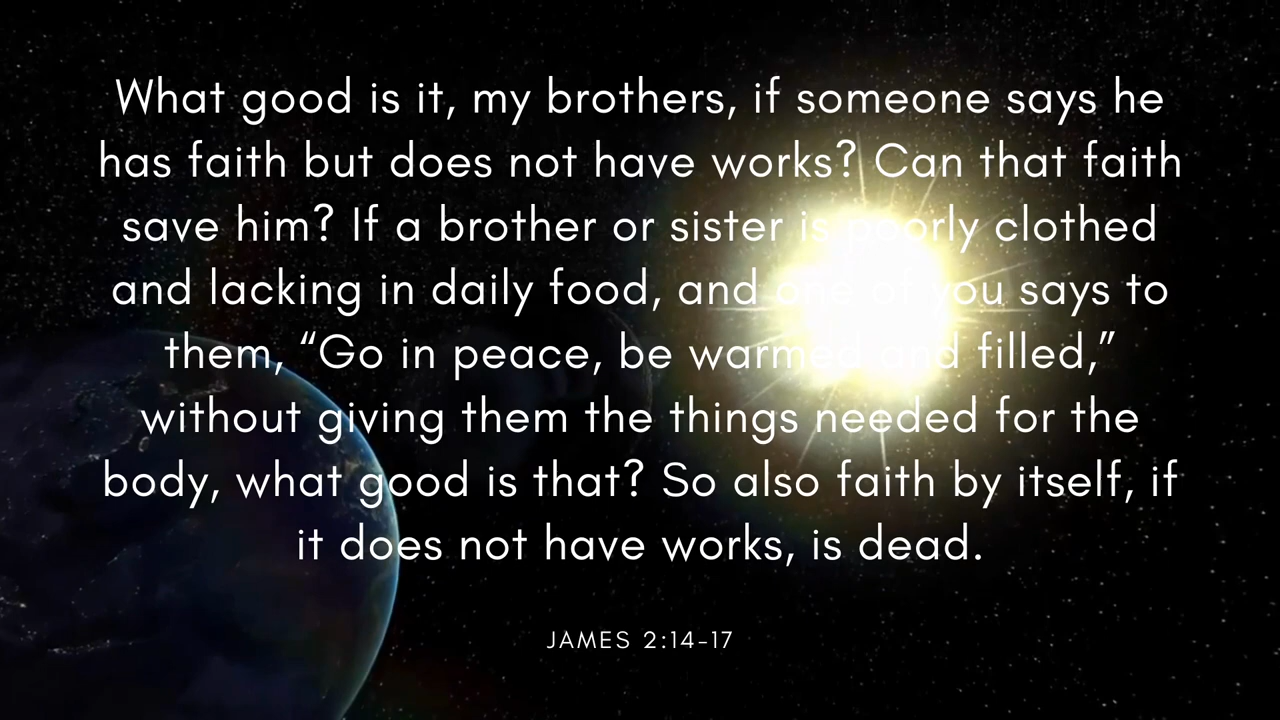 What good is it, my brothers, if someone says he
has faith but does not have works? Can that faith
save him? If a brother or sister is poorly clothed
and lacking in daily food, and one of you says to
them, “Go in peace, be warmed and filled,”
without giving them the things needed for the
body, what good is that? So also faith by itself, if
it does not have works, is dead.
JAMES 2:14-17